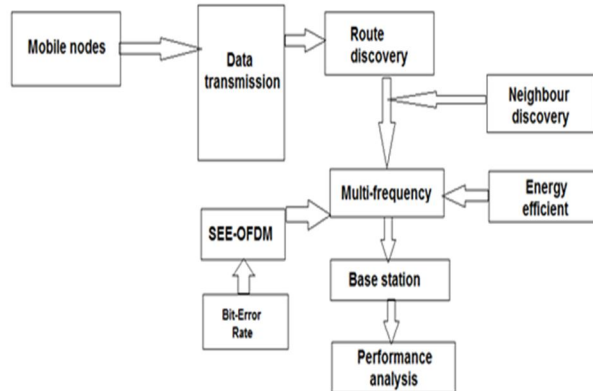 Mobile nodes
Data
transmission
Route
discovery
Neighbour
discovery
Multi-frequency
Energy
efficient
SEE-OFDM
Base station
Bit-Error
Rate
Performance
analysis